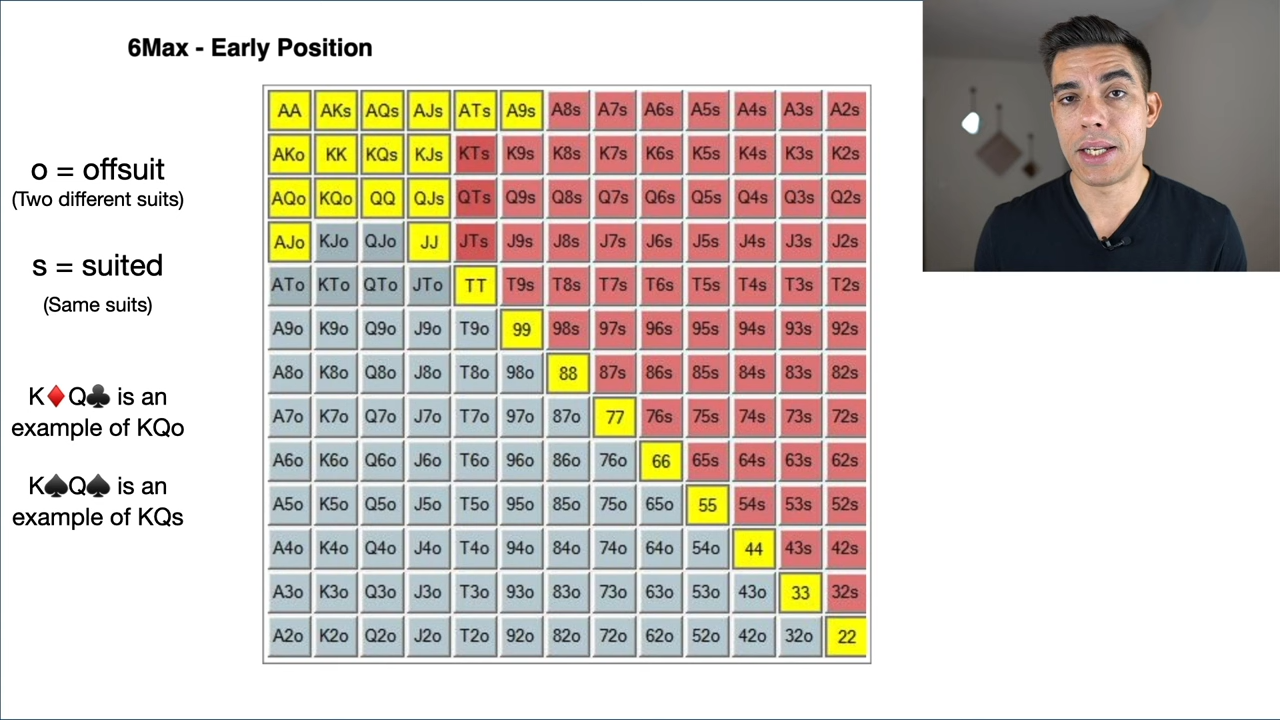 6Max - Early Position
o = offsuit
(Two different suits)
s = suited
(Same suits)
K♦Q♣ is an
example of KQo
K♠Q♠ is an
example of KQs
AA AKs AQs AJs ATs A9s A8s A7s A6s A5s A4s A3s A2s
AKo KK KQs KJs KTs K9s K8s K7s K6s K5s K4s K3s K2s
AQo KQo QQ QJs QTs Q9s Q8s Q7s Q6s Q5s Q4s Q3s Q2s
AJo KJo QJo JJ JTs J9s J8s J7s J6s J5s J4s J3s J2s
ATo KTo QTo JTo TT T9s T8s T7s T6s T5s T4s T3s T2s
A9o K9o Q9o J9o T9o 99 98s 97s 96s 95s 94s 93s 92s
A8o K8o Q8o J8o T8o 98o 88 87s 86s 85s 84s 83s 82s
A7o K7o Q7o J7o T7o 97o 87o 77 76s 75s 74s 73s 72s
A6o K6o Q6o J6o T6o 96o 86o 76o 66 65s 64s 63s 62s
A5o K5o Q5o J5o T5o 95o 85o 75o 65o 55 54s 53s 52s
A4o K4o Q4o J4o T4o 94o 84o 74o 64o 54o 44 43s 42s
A3o K3o Q3o J3o T3o 93o 83o 73o 63o 53o 43o 33 32s
A2o K2o Q2o J2o T2o 92o 82o 72o 62o 52o 42o 32o 22